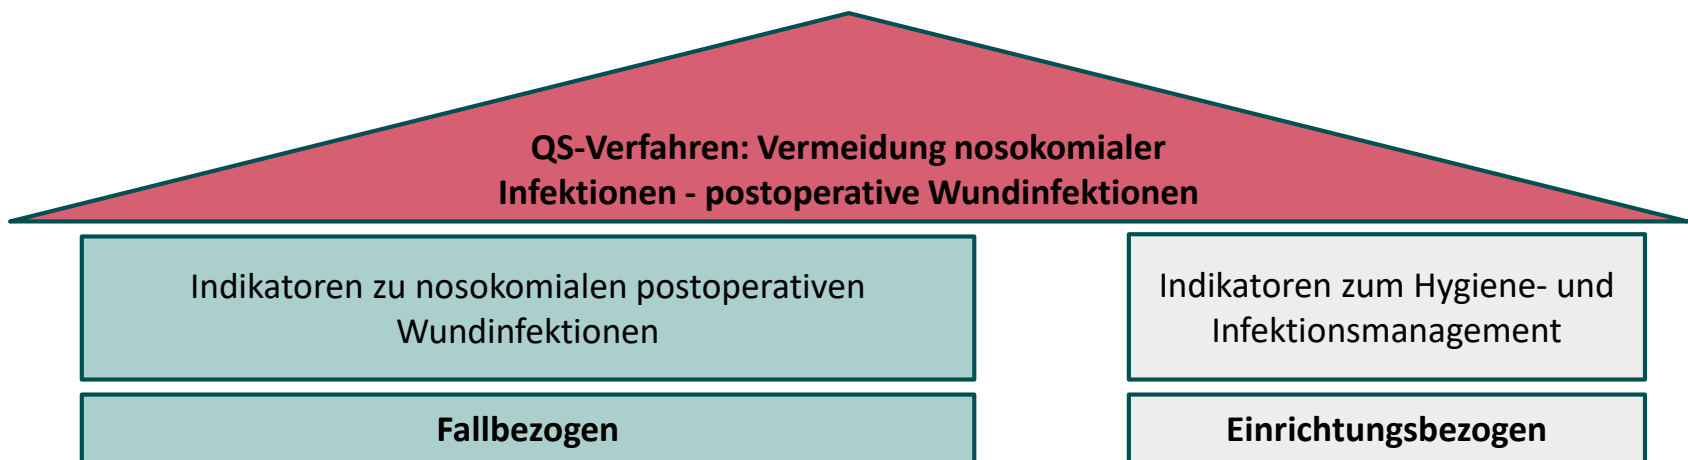 QS-Verfahren: Vermeidung nosokomialer
Infektionen - postoperative Wundinfektionen
Indikatoren zu nosokomialen postoperativen
Wundinfektionen
Indikatoren zum Hygiene- und
Infektionsmanagement
Fallbezogen
Einrichtungsbezogen